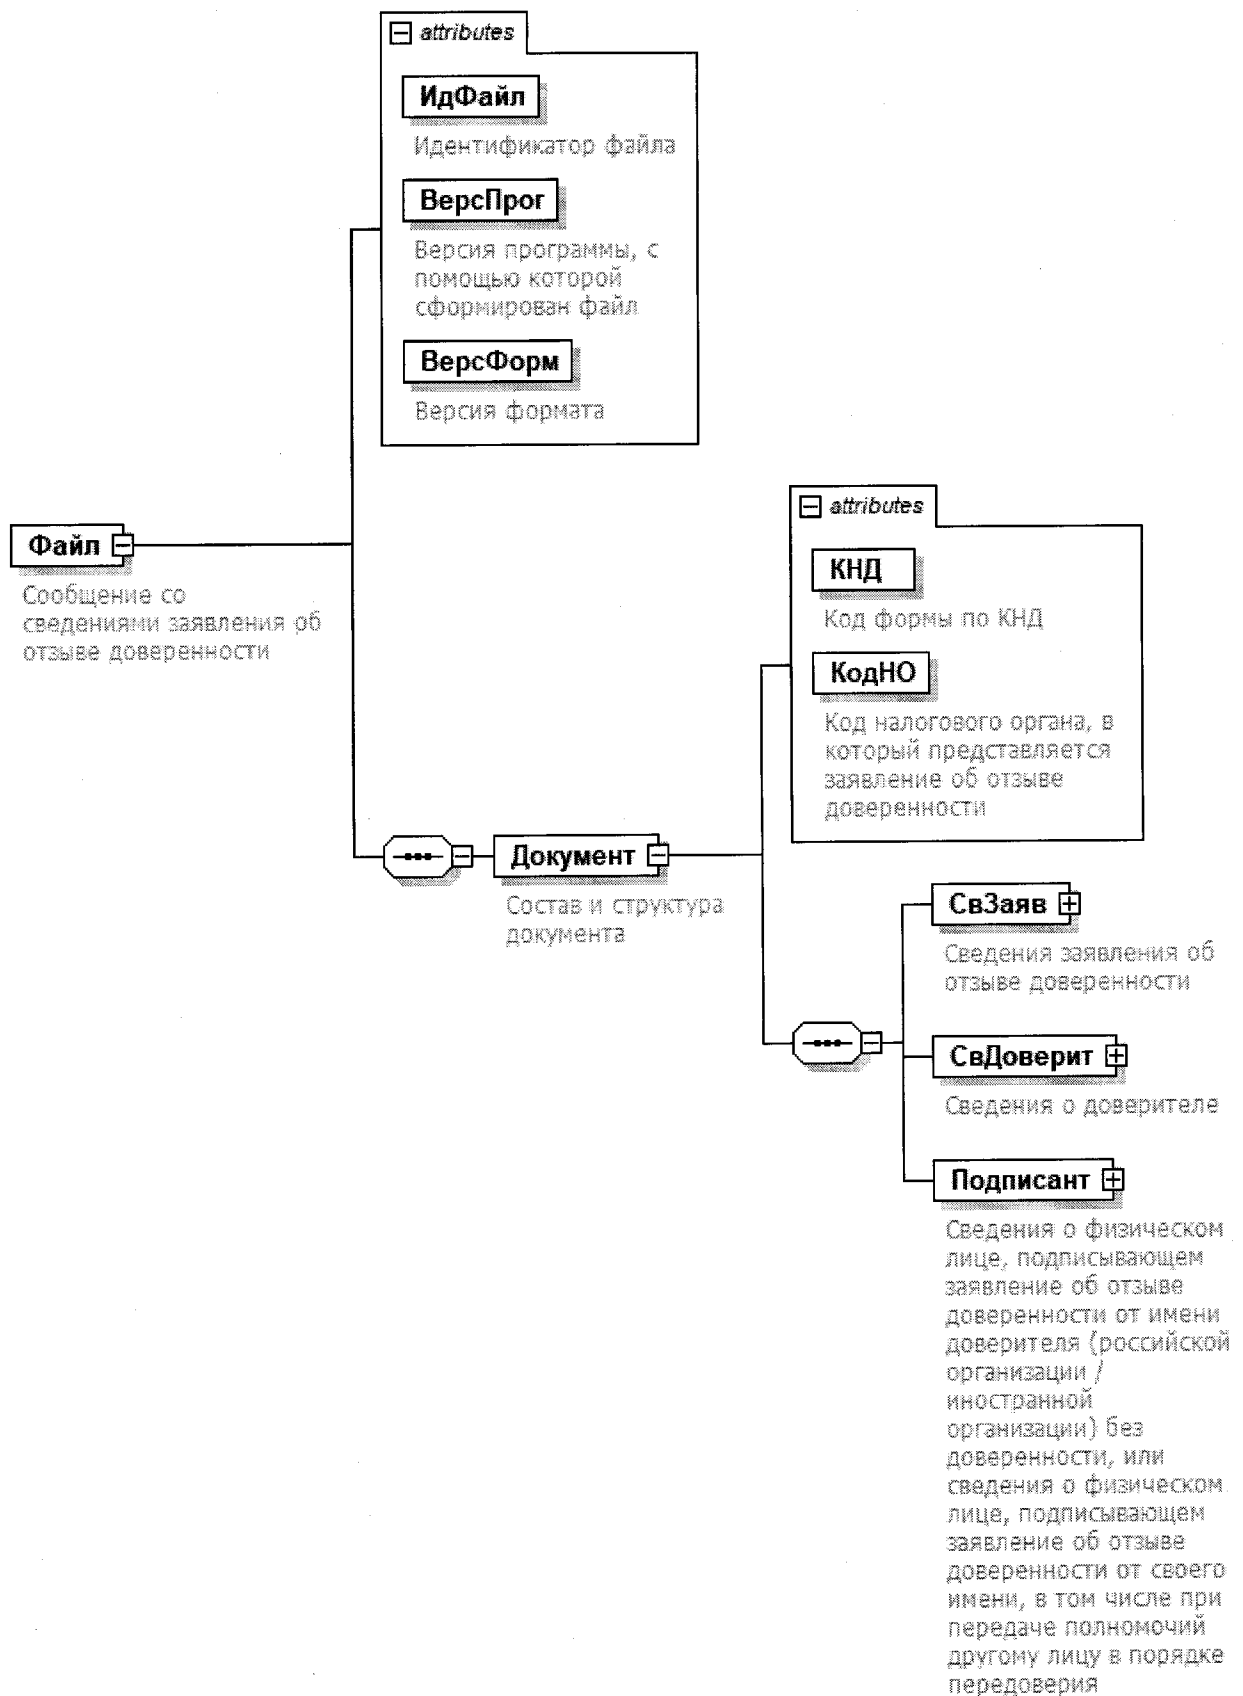 attributes
ИдФайл
Идентификатор файла
ВерсПрог
Версия программы, с
помощью которой
сформирован файл
ВерсФорм
Версия формата
Файл
Сообщение со
сведениями заявления об
отзыве доверенности
attributes
КНД
Код формы по КНД
КодНО
Код налогового органа, в
который представляется
заявление об отзыве
доверенности
Документ
Состав и структура
документа
СвЗаяв
Сведения заявления об
отзыве доверенности
СвДоверит
Сведения о доверителе
Подписант
Сведения о физическом
лице, подписывающем
заявление об отзыве
доверенности от имени
доверителя (российской
организации /
иностранной
организации) без
доверенности, или
сведения о физическом
лице, подписывающем
заявление об отзыве
доверенности от своего
имени, в том числе при
передаче полномочий
другому лицу в порядке
передоверия